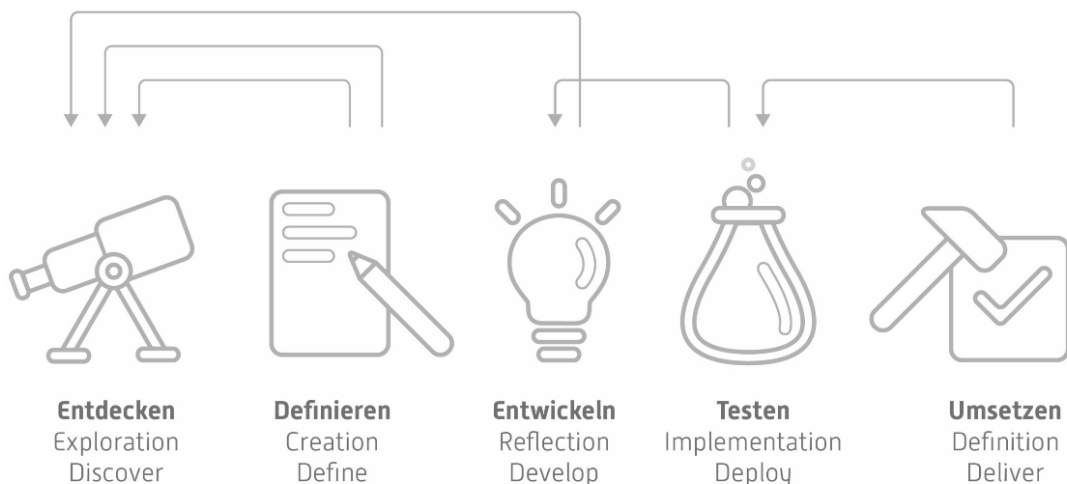 Entdecken
Exploration
Discover
Definieren
Creation
Define
Entwickeln
Reflection
Develop
Testen
Implementation
Deploy
Umsetzen
Definition
Deliver